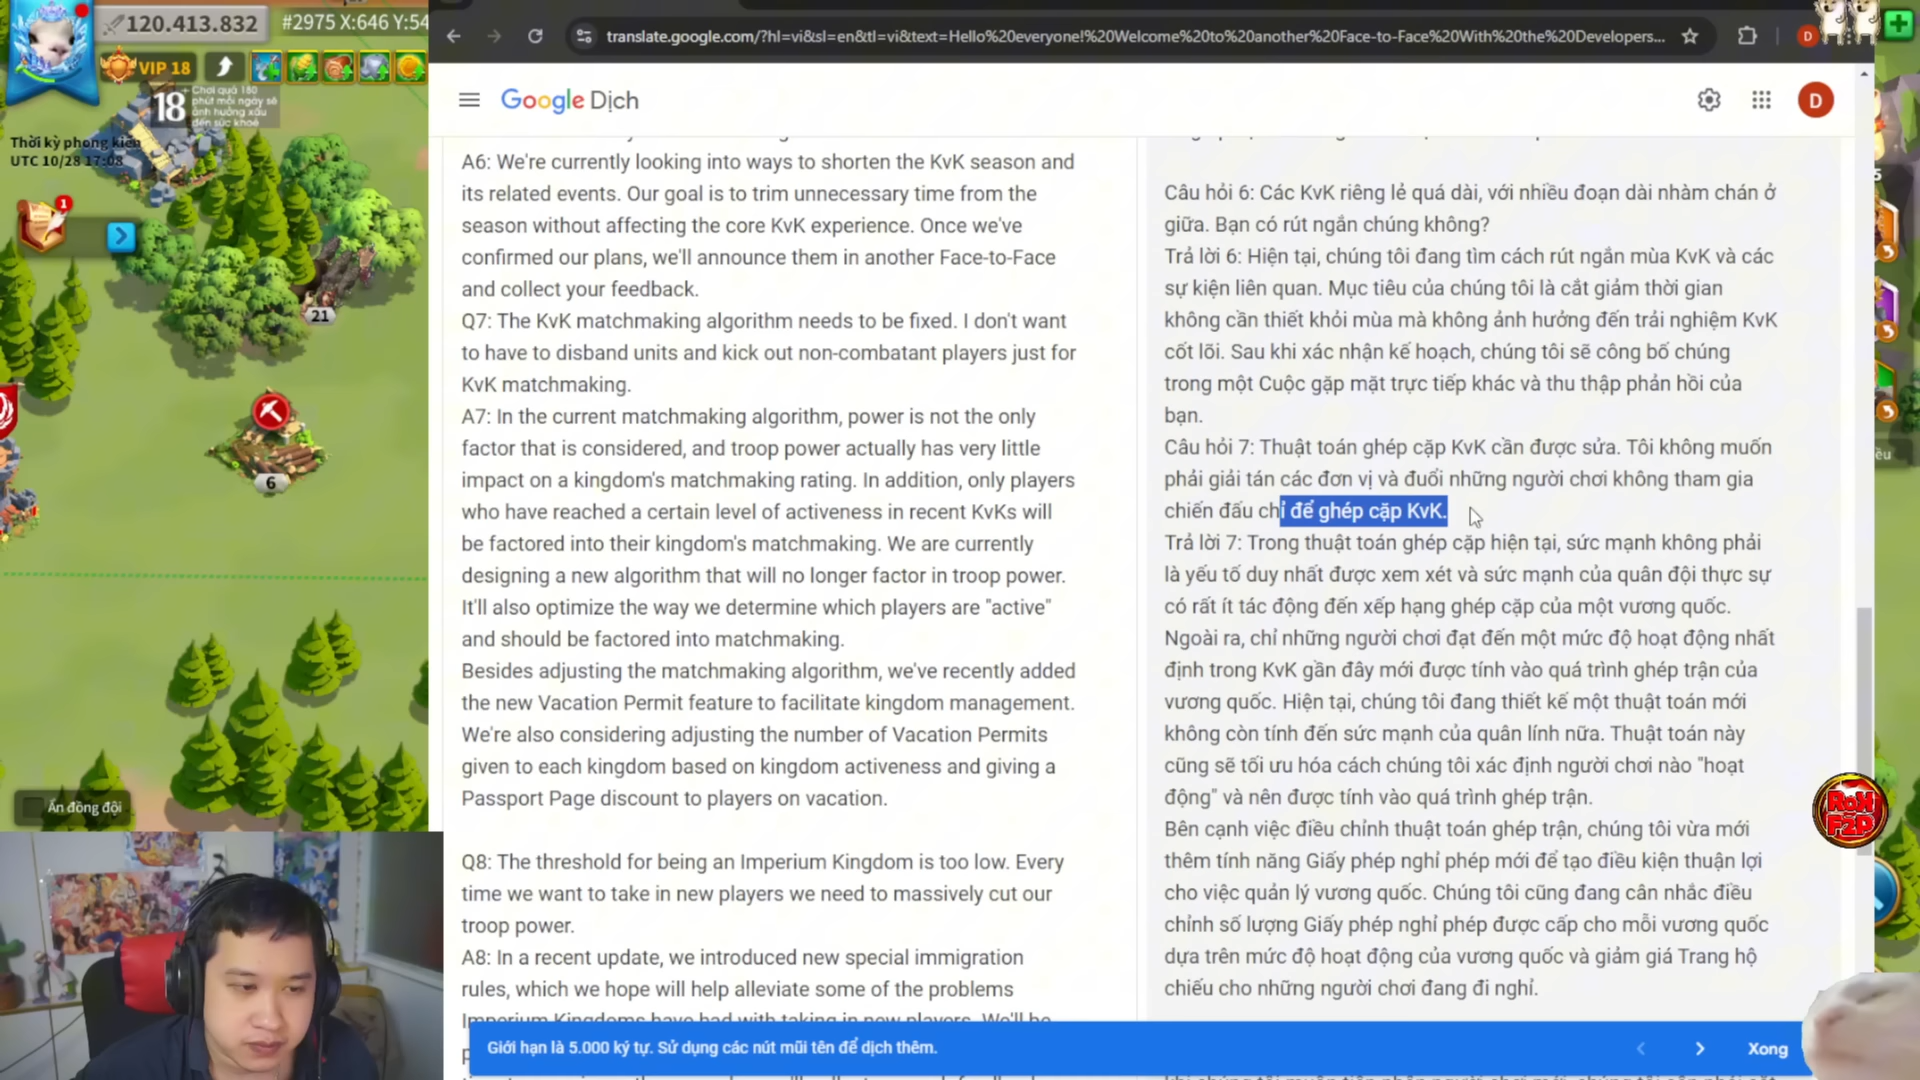 120.413.832
#2975 X:646 Y:54
VIP 18
18
Chơi quá 180
phút mỗi ngày sẽ
ảnh hưởng xấu
đến sức khoẻ
Thời kỳ phong kiến
UTC 10/28 17:08
1
21
6
Ẩn đồng đội
translate.google.com/?hl=vi&sl=en&tl=vi&text=Hello%20everyone!%20Welcome%20to%20another%20Face-to-Face%20With%20the%20Developers...
D
Google Dịch
D
A6: We're currently looking into ways to shorten the KvK season and
its related events. Our goal is to trim unnecessary time from the
season without affecting the core KvK experience. Once we've
confirmed our plans, we'll announce them in another Face-to-Face
and collect your feedback.
Q7: The KvK matchmaking algorithm needs to be fixed. I don't want
to have to disband units and kick out non-combatant players just for
KvK matchmaking.
A7: In the current matchmaking algorithm, power is not the only
factor that is considered, and troop power actually has very little
impact on a kingdom's matchmaking rating. In addition, only players
who have reached a certain level of activeness in recent KvKs will
be factored into their kingdom's matchmaking. We are currently
designing a new algorithm that will no longer factor in troop power.
It'll also optimize the way we determine which players are "active"
and should be factored into matchmaking.
Besides adjusting the matchmaking algorithm, we've recently added
the new Vacation Permit feature to facilitate kingdom management.
We're also considering adjusting the number of Vacation Permits
given to each kingdom based on kingdom activeness and giving a
Passport Page discount to players on vacation.
Q8: The threshold for being an Imperium Kingdom is too low. Every
time we want to take in new players we need to massively cut our
troop power.
A8: In a recent update, we introduced new special immigration
rules, which we hope will help alleviate some of the problems
Imperium Kingdoms have had with taking in new players. We'll be
Câu hỏi 6: Các KvK riêng lẻ quá dài, với nhiều đoạn dài nhàm chán ở
giữa. Bạn có rút ngắn chúng không?
Trả lời 6: Hiện tại, chúng tôi đang tìm cách rút ngắn mùa KvK và các
sự kiện liên quan. Mục tiêu của chúng tôi là cắt giảm thời gian
không cần thiết khỏi mùa mà không ảnh hưởng đến trải nghiệm KvK
cốt lõi. Sau khi xác nhận kế hoạch, chúng tôi sẽ công bố chúng
trong một Cuộc gặp mặt trực tiếp khác và thu thập phản hồi của
bạn.
Câu hỏi 7: Thuật toán ghép cặp KvK cần được sửa. Tôi không muốn
phải giải tán các đơn vị và đuổi những người chơi không tham gia
chiến đấu chỉ để ghép cặp KvK.
Trả lời 7: Trong thuật toán ghép cặp hiện tại, sức mạnh không phải
là yếu tố duy nhất được xem xét và sức mạnh của quân đội thực sự
có rất ít tác động đến xếp hạng ghép cặp của một vương quốc.
Ngoài ra, chỉ những người chơi đạt đến một mức độ hoạt động nhất
định trong KvK gần đây mới được tính vào quá trình ghép trận của
vương quốc. Hiện tại, chúng tôi đang thiết kế một thuật toán mới
không còn tính đến sức mạnh của quân lính nữa. Thuật toán này
cũng sẽ tối ưu hóa cách chúng tôi xác định người chơi nào "hoạt
động" và nên được tính vào quá trình ghép trận.
Bên cạnh việc điều chỉnh thuật toán ghép trận, chúng tôi vừa mới
thêm tính năng Giấy phép nghỉ phép mới để tạo điều kiện thuận lợi
cho việc quản lý vương quốc. Chúng tôi cũng đang cân nhắc điều
chỉnh số lượng Giấy phép nghỉ phép được cấp cho mỗi vương quốc
dựa trên mức độ hoạt động của vương quốc và giảm giá Trang hộ
chiếu cho những người chơi đang đi nghỉ.
Giới hạn là 5.000 ký tự. Sử dụng các nút mũi tên để dịch thêm.
Xong
RoK
F2P